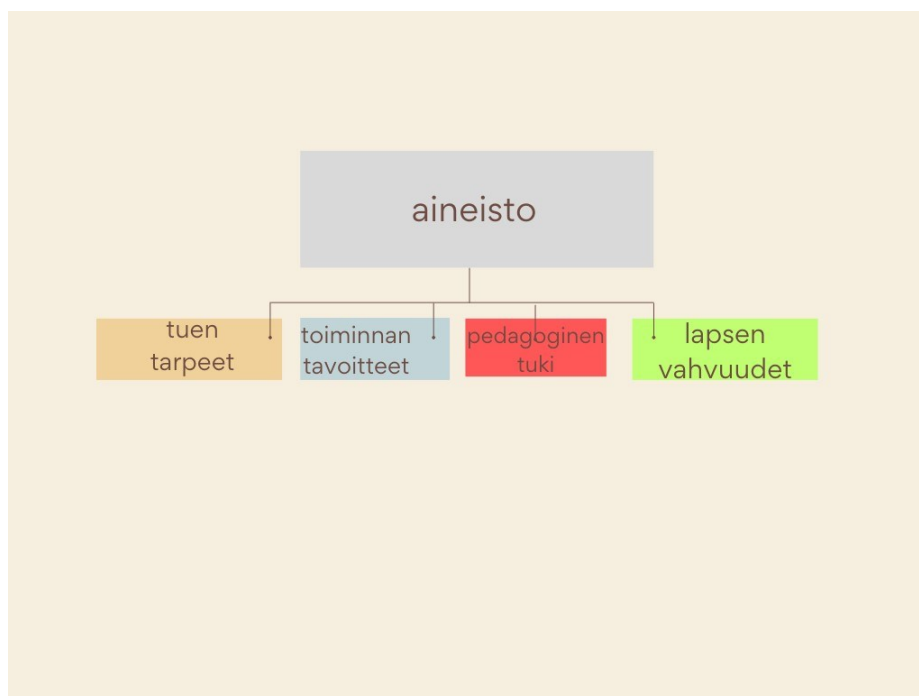 aineisto
tuen
tarpeet
toiminnan
tavoitteet
pedagoginen
tuki
lapsen
vahvuudet